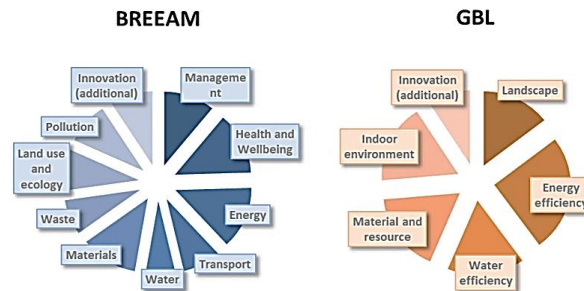 BREEAM
Innovation
(additional)
Manageme
nt
Pollution
Health and
Wellbeing
Land use
and
ecology
Energy
Waste
Materials
Transport
Water
GBL
Innovation
(additional)
Landscape
Indoor
environment
Energy
efficiency
Material and
resource
Water
efficiency